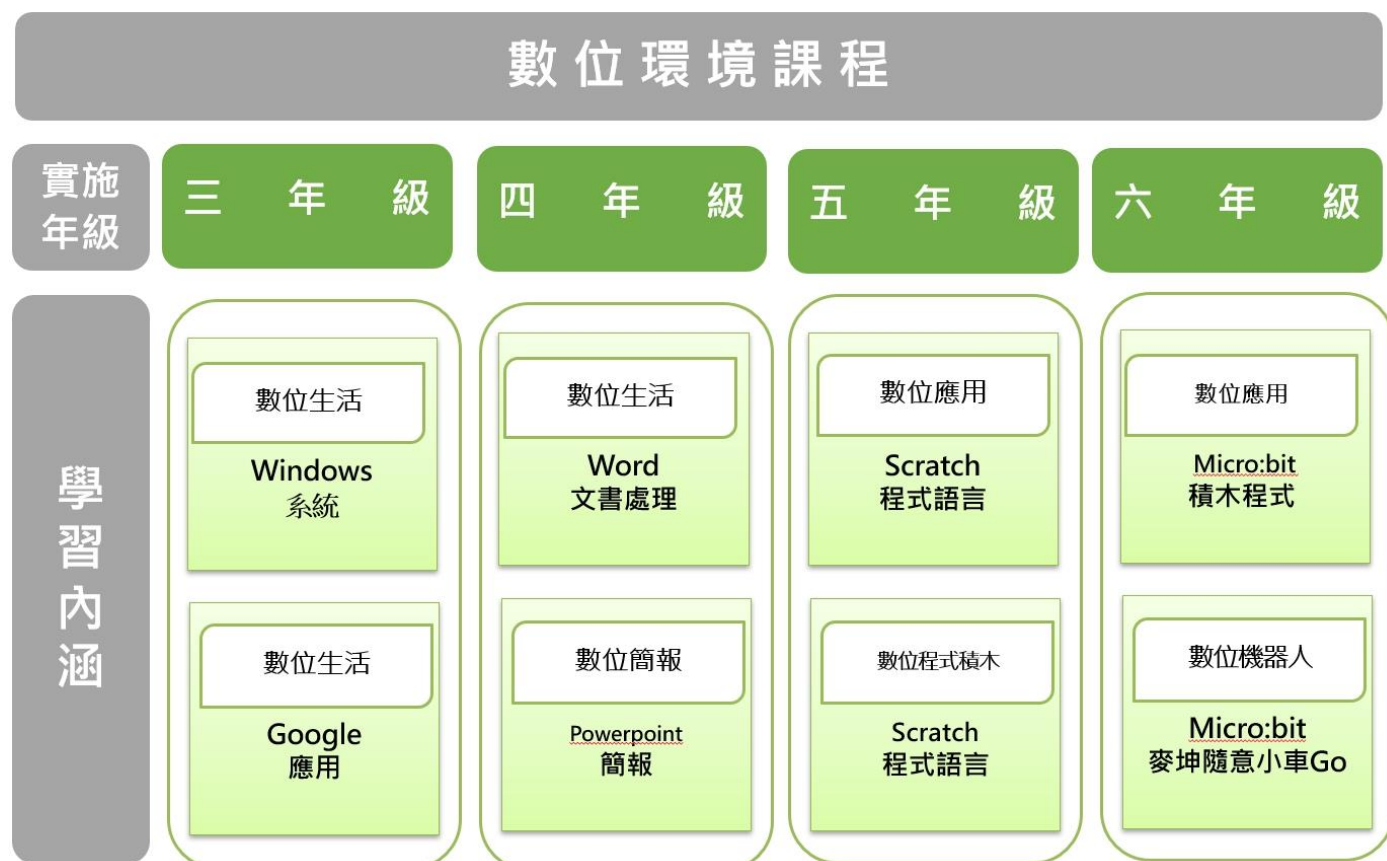 數位環境課程
實施
年級
三年級
四年級
五年級
六年級
學習內涵
數位生活
Windows
系統
數位生活
Google
應用
數位生活
Word
文書處理
數位簡報
Powerpoint
簡報
數位應用
Scratch
程式語言
數位程式積木
Scratch
程式語言
數位應用
Micro:bit
積木程式
數位機器人
Micro:bit
麥坤隨意小車Go